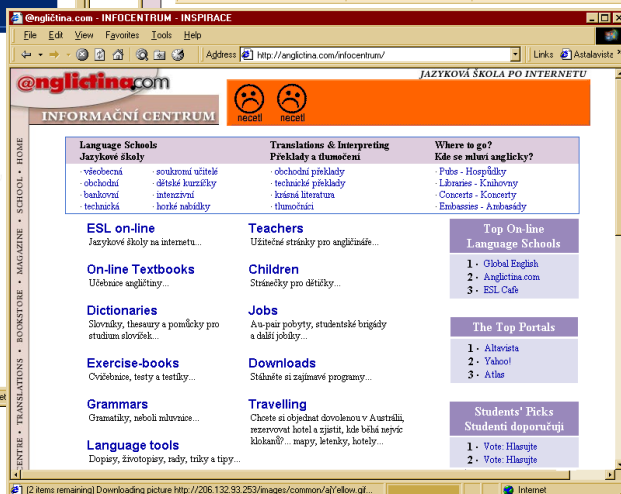 @ngličtina.com - INFOCENTRUM - INSPIRACE
File Edit View Favorites Tools Help
Address http://anglictina.com/infocentrum/
Links Astalavista
@nglictina.com
JAZYKOVÁ ŠKOLA PO INTERNETU
INFORMAČNÍ CENTRUM
necetl necetl
HOME
SCHOOL
MAGAZINE
BOOKSTORE
TRANSLATIONS
CENTRE
Language Schools
Jazykové školy
· všeobecná · soukromí učitelé
· obchodní · dětské kurzíčky
· bankovní · intenzivní
· technická · horké nabídky
Translations & Interpreting
Překlady a tlumočení
· obchodní překlady
· technické překlady
· krásná literatura
· tlumočníci
Where to go?
Kde se mluví anglicky?
· Pubs - Hospůdky
· Libraries - Knihovny
· Concerts - Koncerty
· Embassies - Ambasády
ESL on-line
Jazykové školy na internetu...
On-line Textbooks
Učebnice angličtiny...
Dictionaries
Slovníky, thesaury a pomůcky pro
studium slovíček...
Exercise-books
Cvičebnice, testy a testíky...
Grammars
Gramatiky, neboli mluvnice...
Language tools
Dopisy, životopisy, rady, triky a tipy...
Teachers
Užitečné stránky pro angličináře...
Children
Stránečky pro dětičky...
Jobs
Au-pair pobyty, studentské brigády
a další jobíky...
Downloads
Stáhněte si zajímavé programy...
Travelling
Chcete si objednat dovolenou v Austrálii,
rezervovat hotel a zjistit, kde běhá nejvíc
klokanů?... mapy, letenky, hotely...
Top On-line
Language Schools
1 · Global English
2 · Anglictina.com
3 · ESL Cafe
The Top Portals
1 · Altavista
2 · Yahoo!
3 · Atlas
Students' Picks
Studenti doporučují
1 · Vote: Hlasujte
2 · Vote: Hlasujte
(2 items remaining) Downloading picture http://206.132.93.253/images/common/ajYellow.gif...
Internet